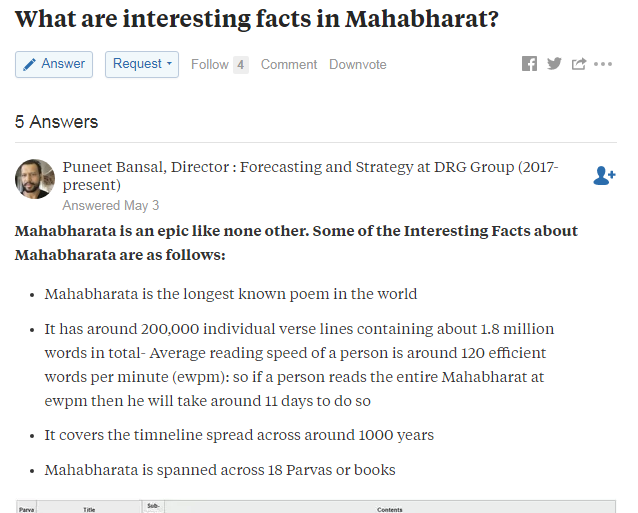 What are interesting facts in Mahabharat?
Answer Request Follow 4 Comment Downvote
5 Answers
Puneet Bansal, Director : Forecasting and Strategy at DRG Group (2017-
present)
Answered May 3
Mahabharata is an epic like none other. Some of the Interesting Facts about
Mahabharata are as follows:
• Mahabharata is the longest known poem in the world
• It has around 200,000 individual verse lines containing about 1.8 million
words in total- Average reading speed of a person is around 120 efficient
words per minute (ewpm): so if a person reads the entire Mahabharat at
ewpm then he will take around 11 days to do so
• It covers the timneline spread across around 1000 years
• Mahabharata is spanned across 18 Parvas or books
Parva Title Sub- Contents